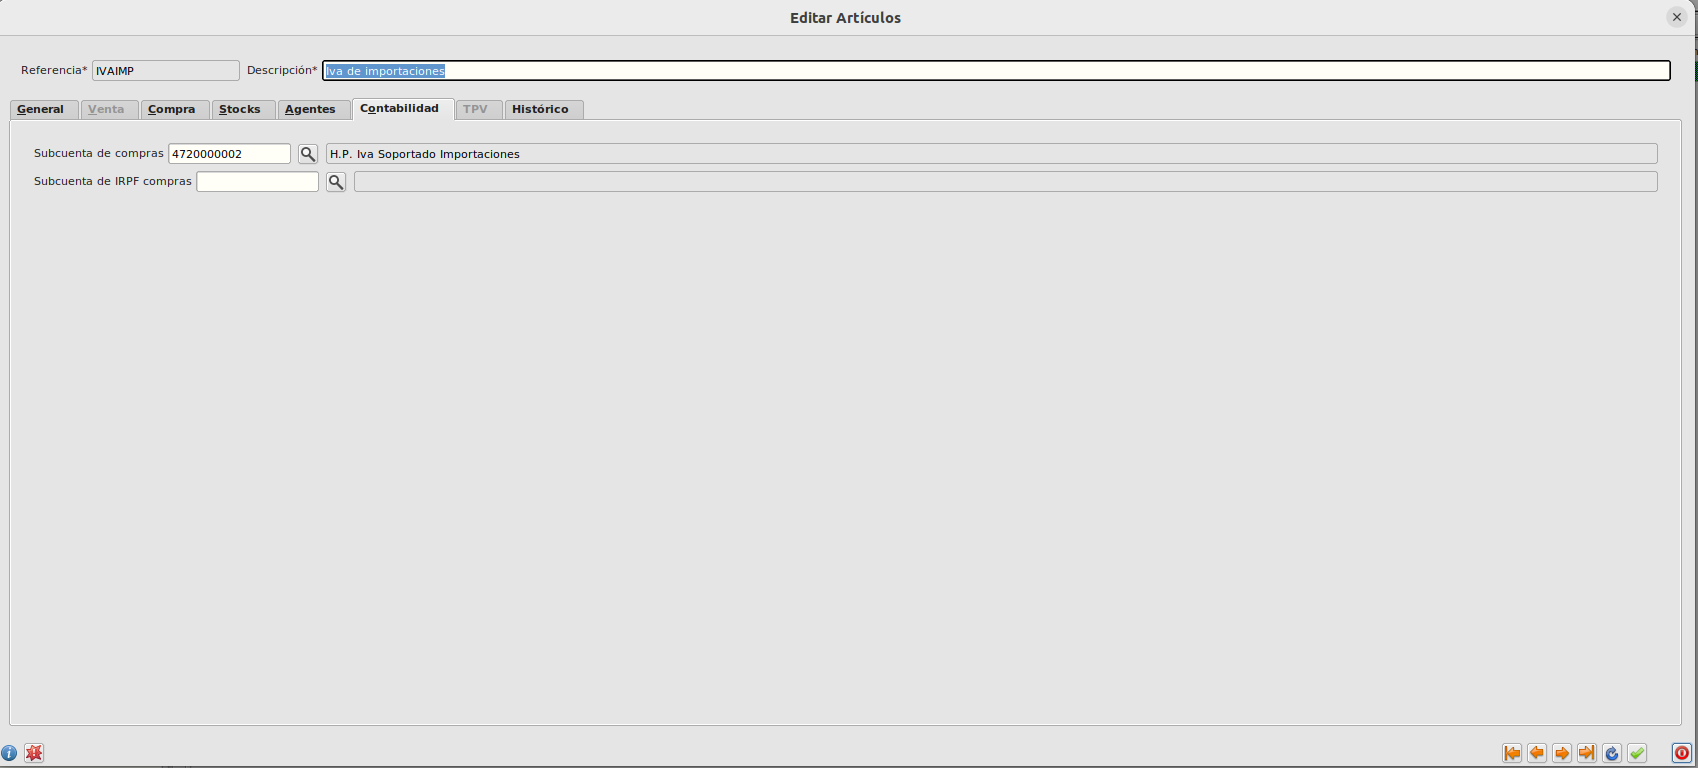 Editar Artículos
Referencia* IVAIMP Descripción* Iva de importaciones
General Venta Compra Stocks Agentes Contabilidad TPV Histórico
Subcuenta de compras 4720000002 H.P. Iva Soportado Importaciones
Subcuenta de IRPF compras